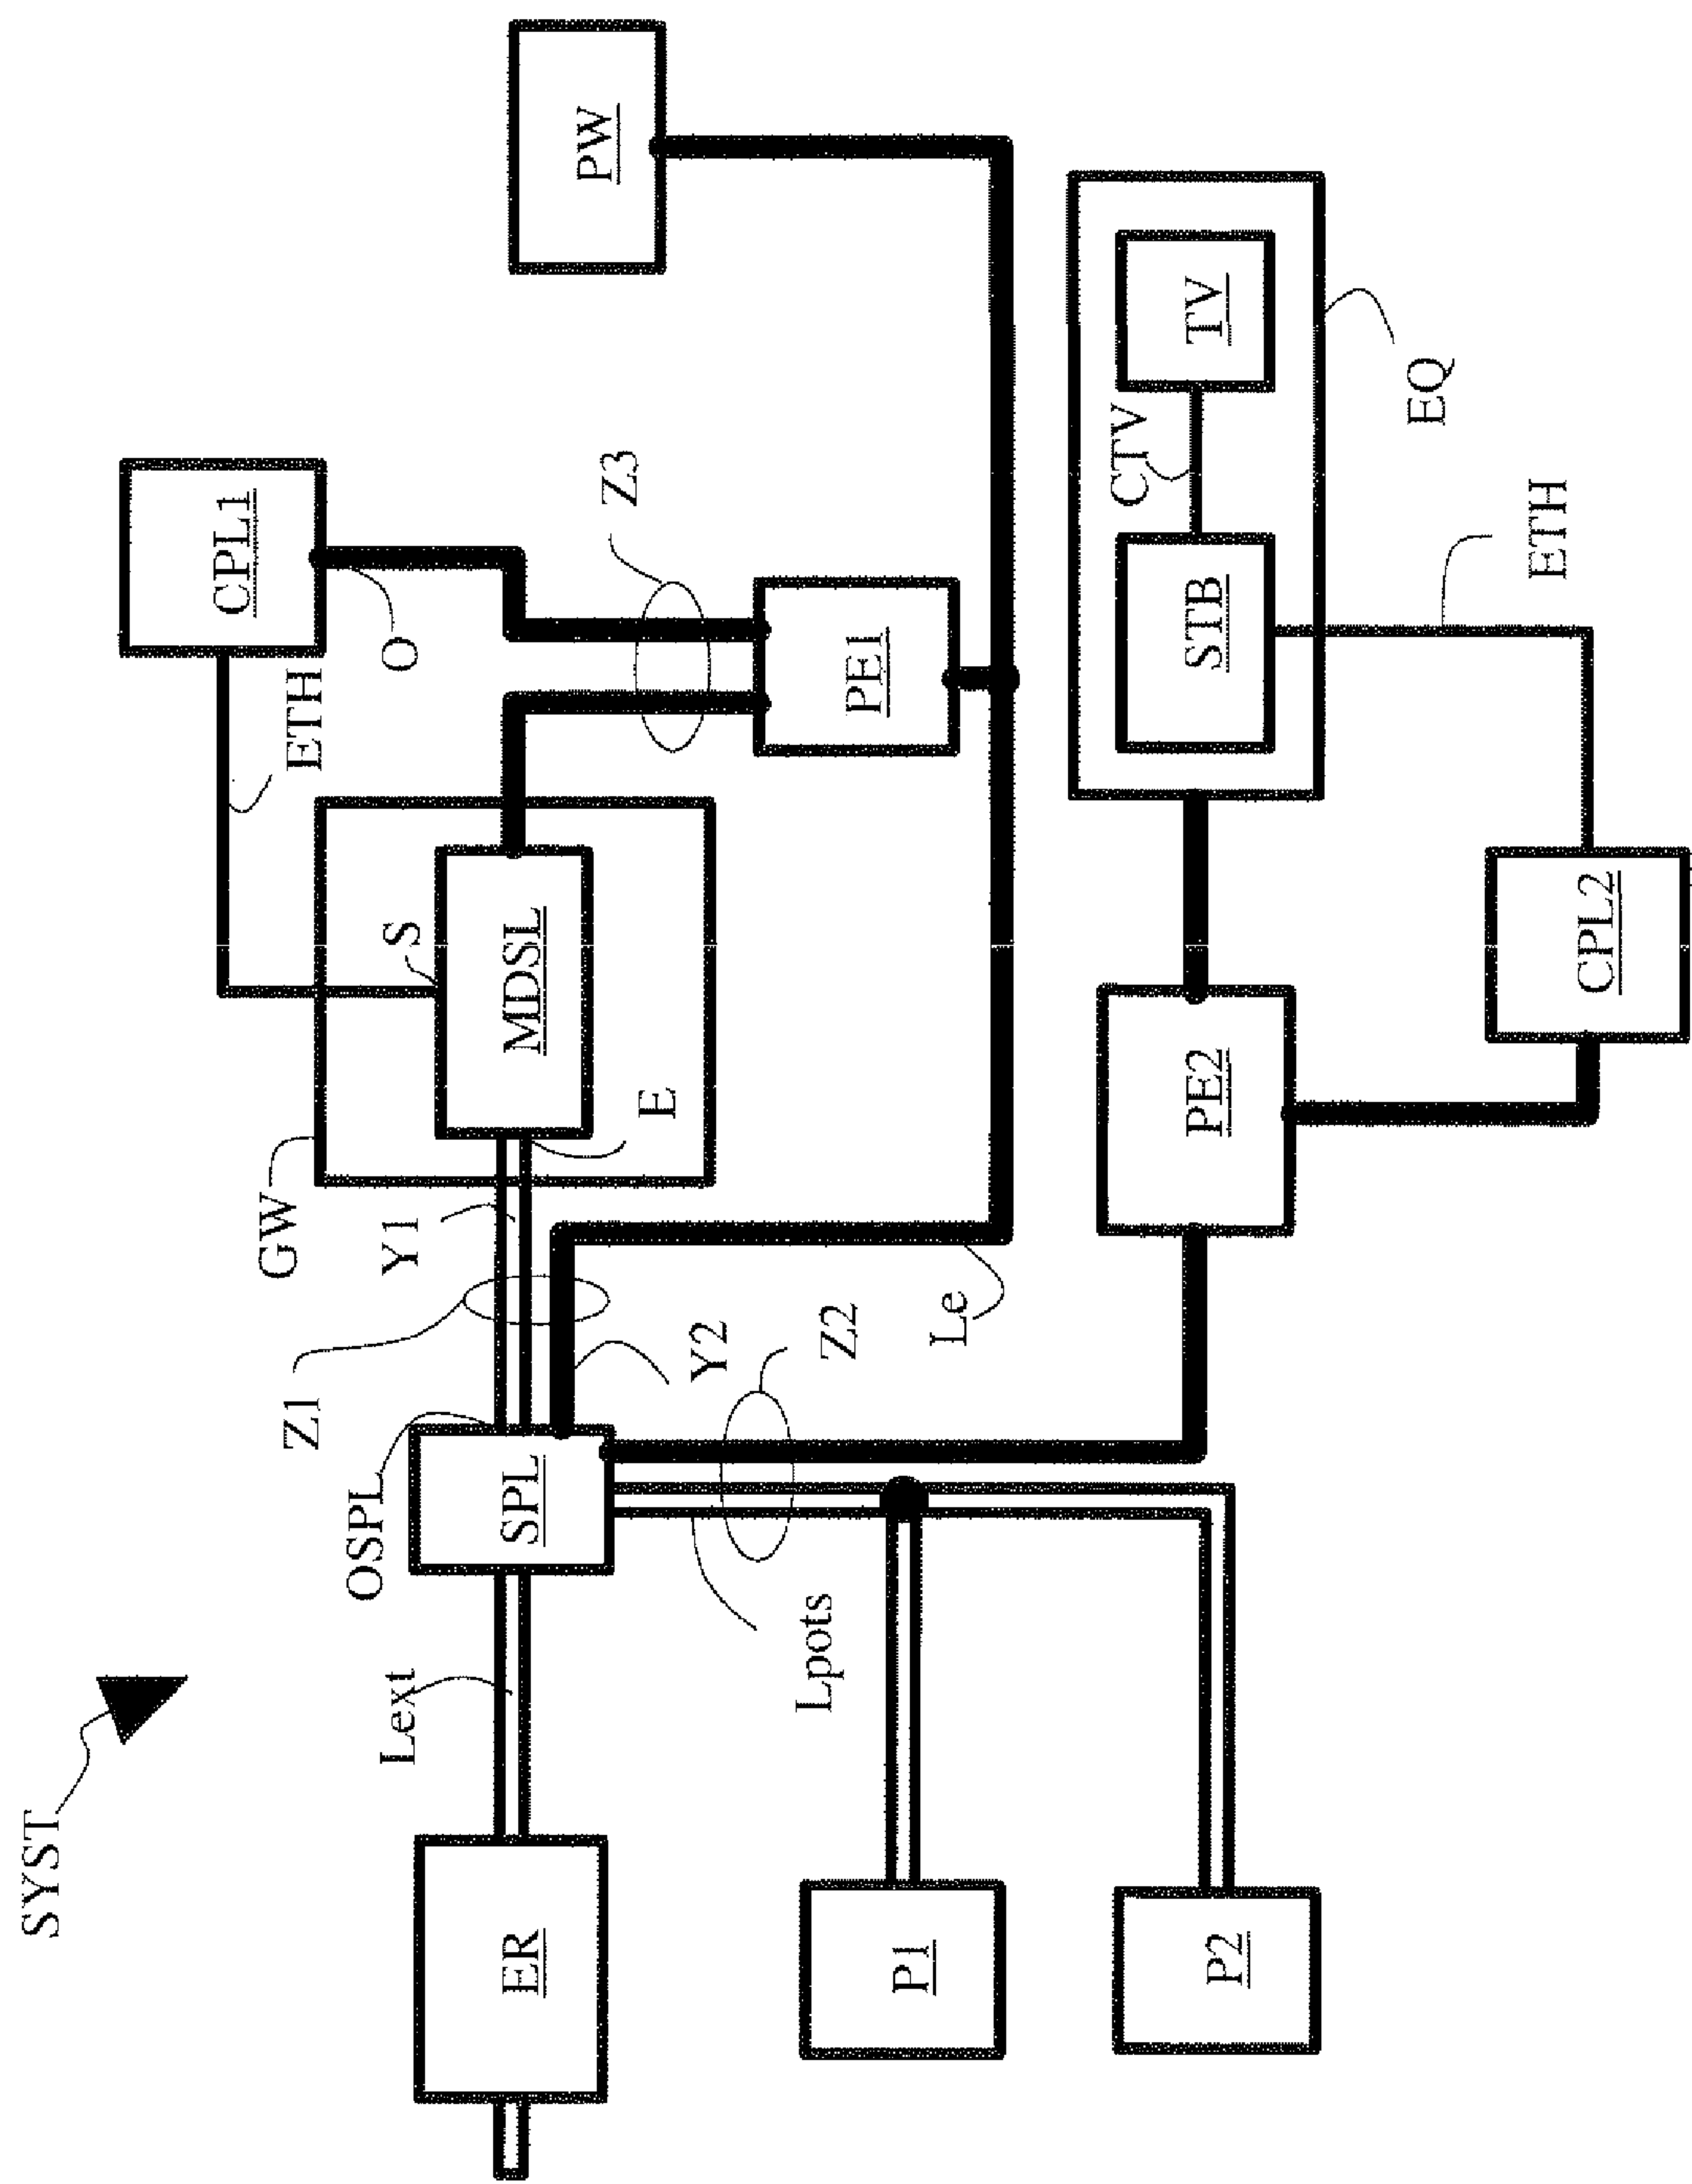 SYST
ER
Lext
OSPL
SPL
Z1
Y1
GW
S
MDSL
E
ETH
CPL1
O
Z3
PE1
PW
Y2
Z2
Le
Lpots
P1
P2
PE2
STB
CTV
TV
EQ
ETH
CPL2